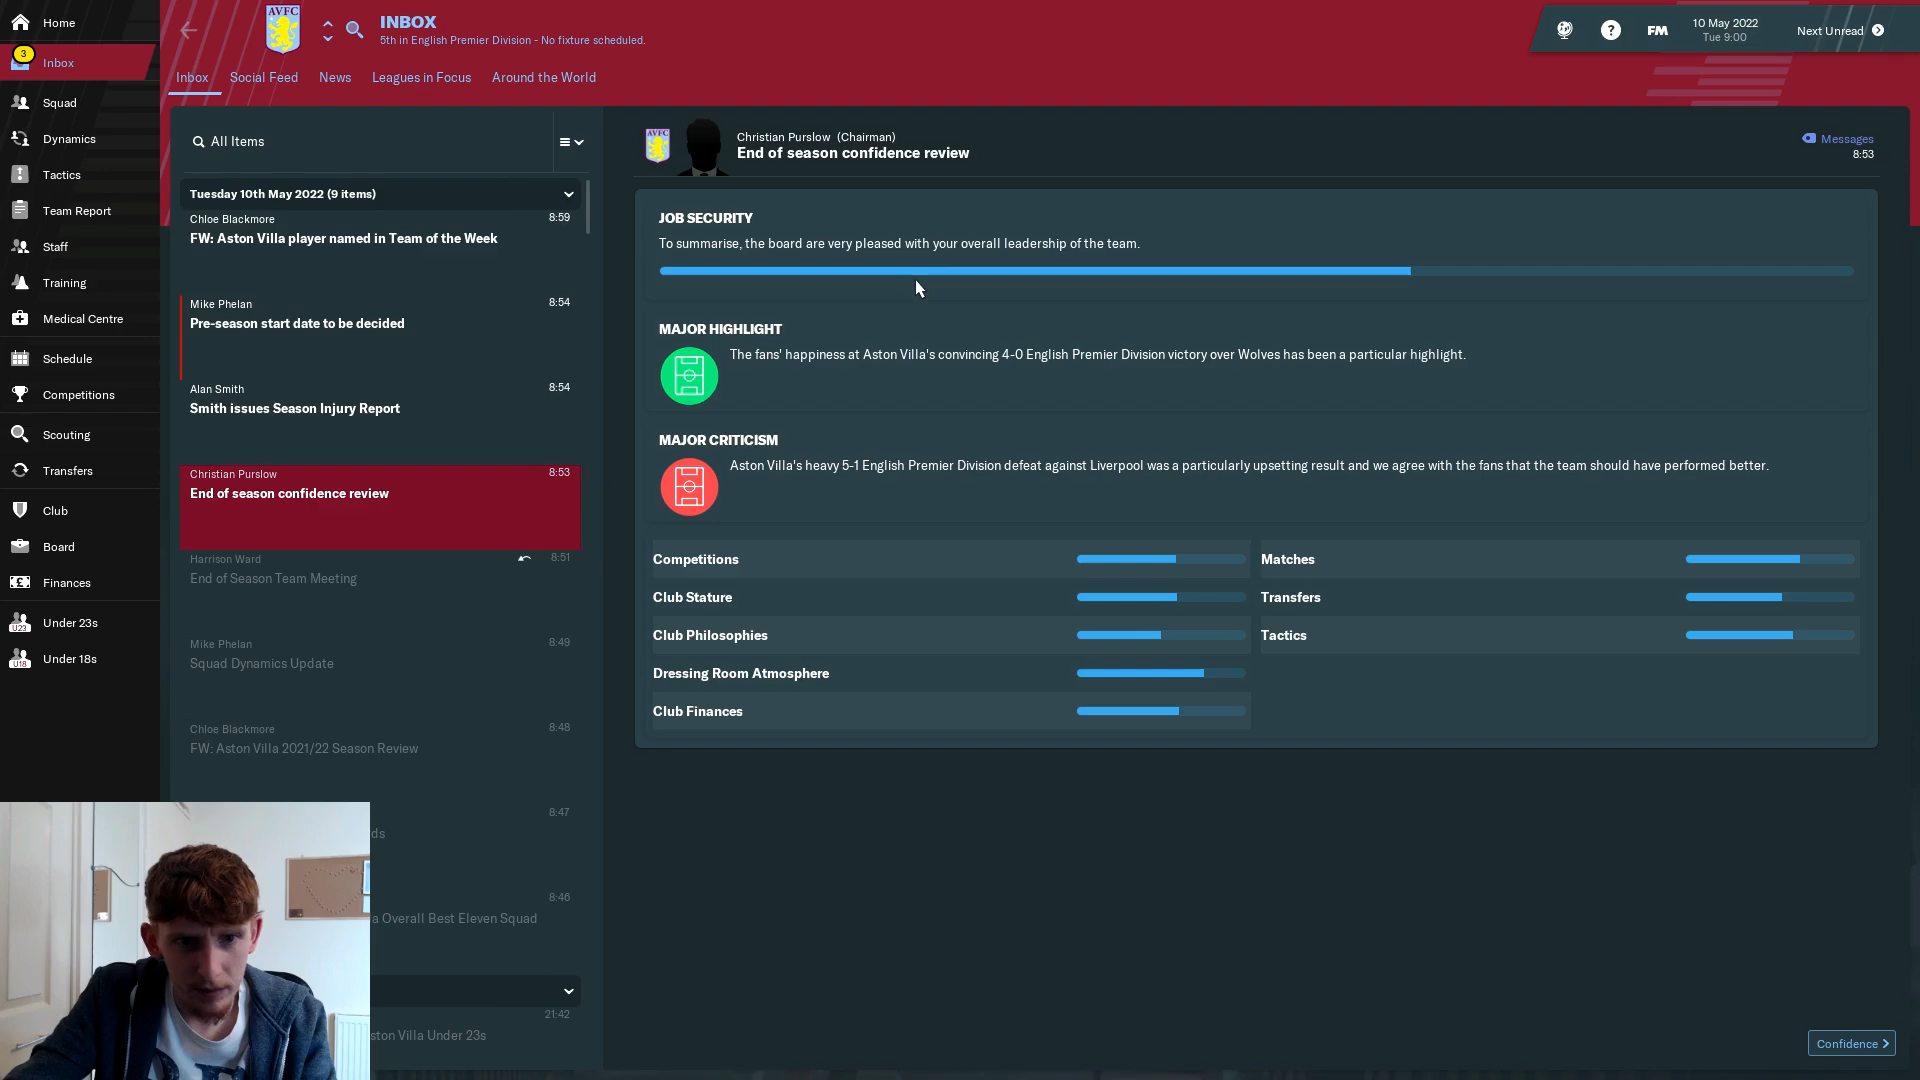 Home
3
Inbox
Squad
Dynamics
Tactics
Team Report
Staff
Training
Medical Centre
Schedule
Competitions
Scouting
Transfers
Club
Board
Finances
U23
Under 23s
U18
Under 18s
AVFC
INBOX
5th in English Premier Division - No fixture scheduled.
?
FM
10 May 2022
Tue 9:00
Next Unread
Inbox
Social Feed
News
Leagues in Focus
Around the World
All Items
Tuesday 10th May 2022 (9 items)
Chloe Blackmore
8:59
FW: Aston Villa player named in Team of the Week
Mike Phelan
8:54
Pre-season start date to be decided
Alan Smith
8:54
Smith issues Season Injury Report
Christian Purslow
8:53
End of season confidence review
Harrison Ward
8:51
End of Season Team Meeting
Mike Phelan
8:49
Squad Dynamics Update
Chloe Blackmore
8:48
FW: Aston Villa 2021/22 Season Review
8:47
ds
8:46
a Overall Best Eleven Squad
21:42
ston Villa Under 23s
AVFC
Christian Purslow (Chairman)
End of season confidence review
Messages
8:53
JOB SECURITY
To summarise, the board are very pleased with your overall leadership of the team.
MAJOR HIGHLIGHT
The fans' happiness at Aston Villa's convincing 4-0 English Premier Division victory over Wolves has been a particular highlight.
MAJOR CRITICISM
Aston Villa's heavy 5-1 English Premier Division defeat against Liverpool was a particularly upsetting result and we agree with the fans that the team should have performed better.
Competitions
Club Stature
Club Philosophies
Dressing Room Atmosphere
Club Finances
Matches
Transfers
Tactics
Confidence